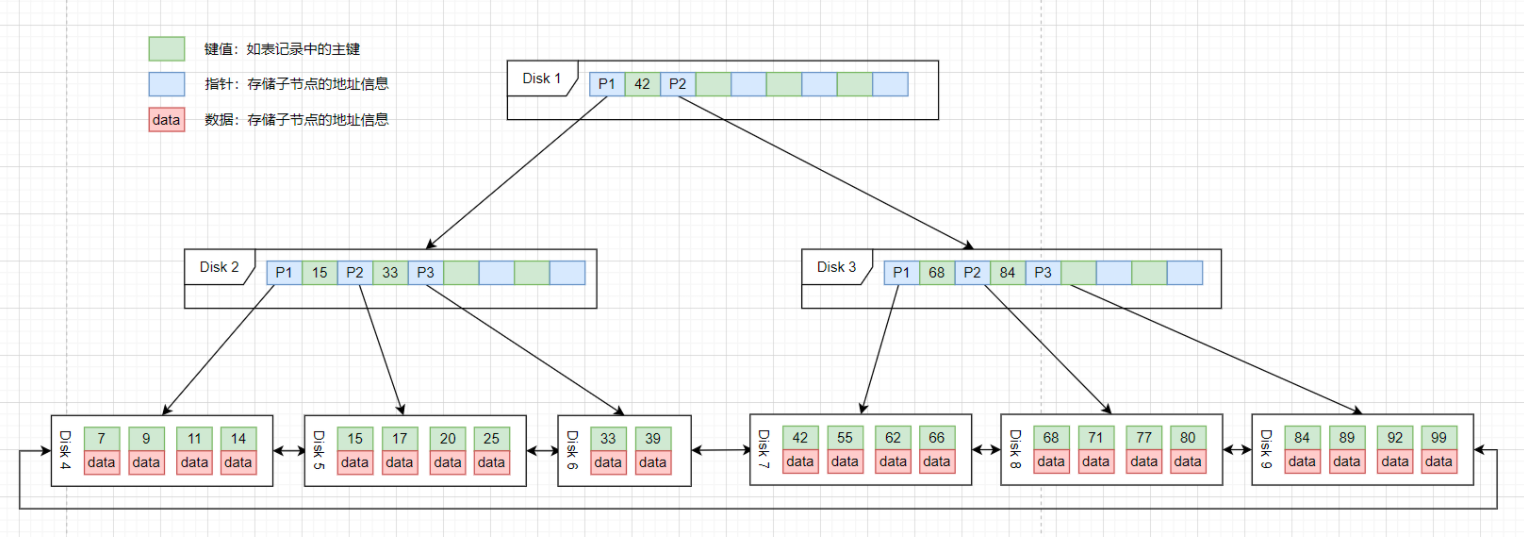 键值：如表记录中的主键
指针：存储子节点的地址信息
data 数据：存储子节点的地址信息
Disk 1 P1 42 P2
Disk 2 P1 15 P2 33 P3
Disk 3 P1 68 P2 84 P3
Disk 4 7 9 11 14
data data data data
Disk 5 15 17 20 25
data data data data
Disk 6 33 39
data data
Disk 7 42 55 62 66
data data data data
Disk 8 68 71 77 80
data data data data
Disk 9 84 89 92 99
data data data data